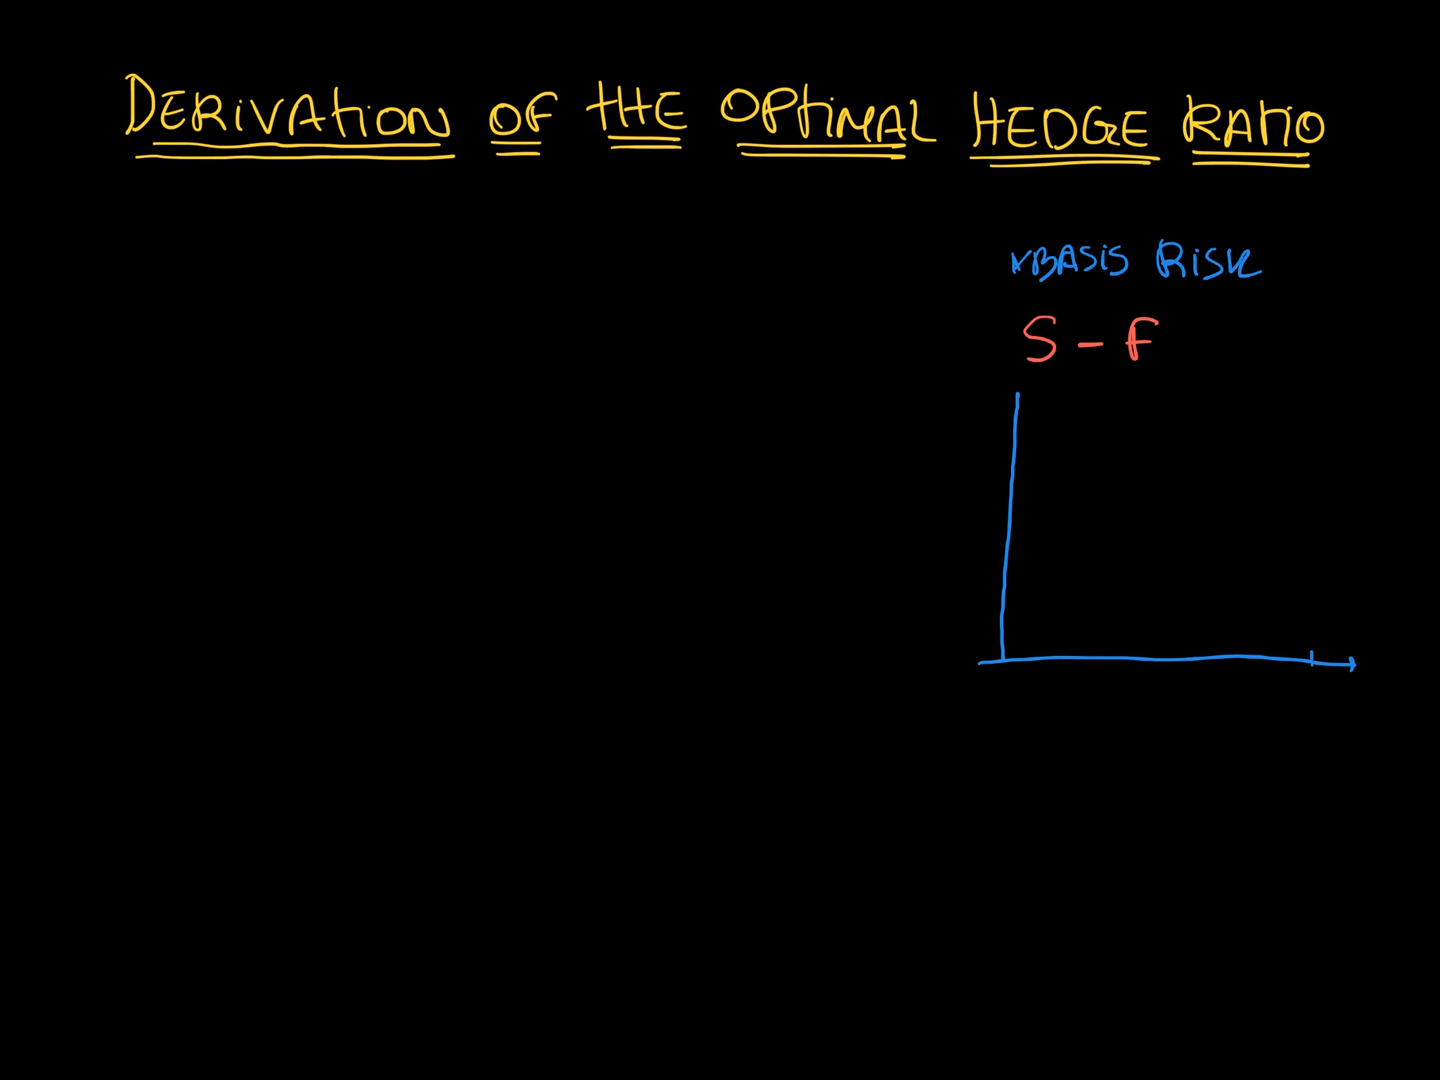 DERIVATION OF THE OPTIMAL HEDGE RATIO
BASIS RISK
S - F